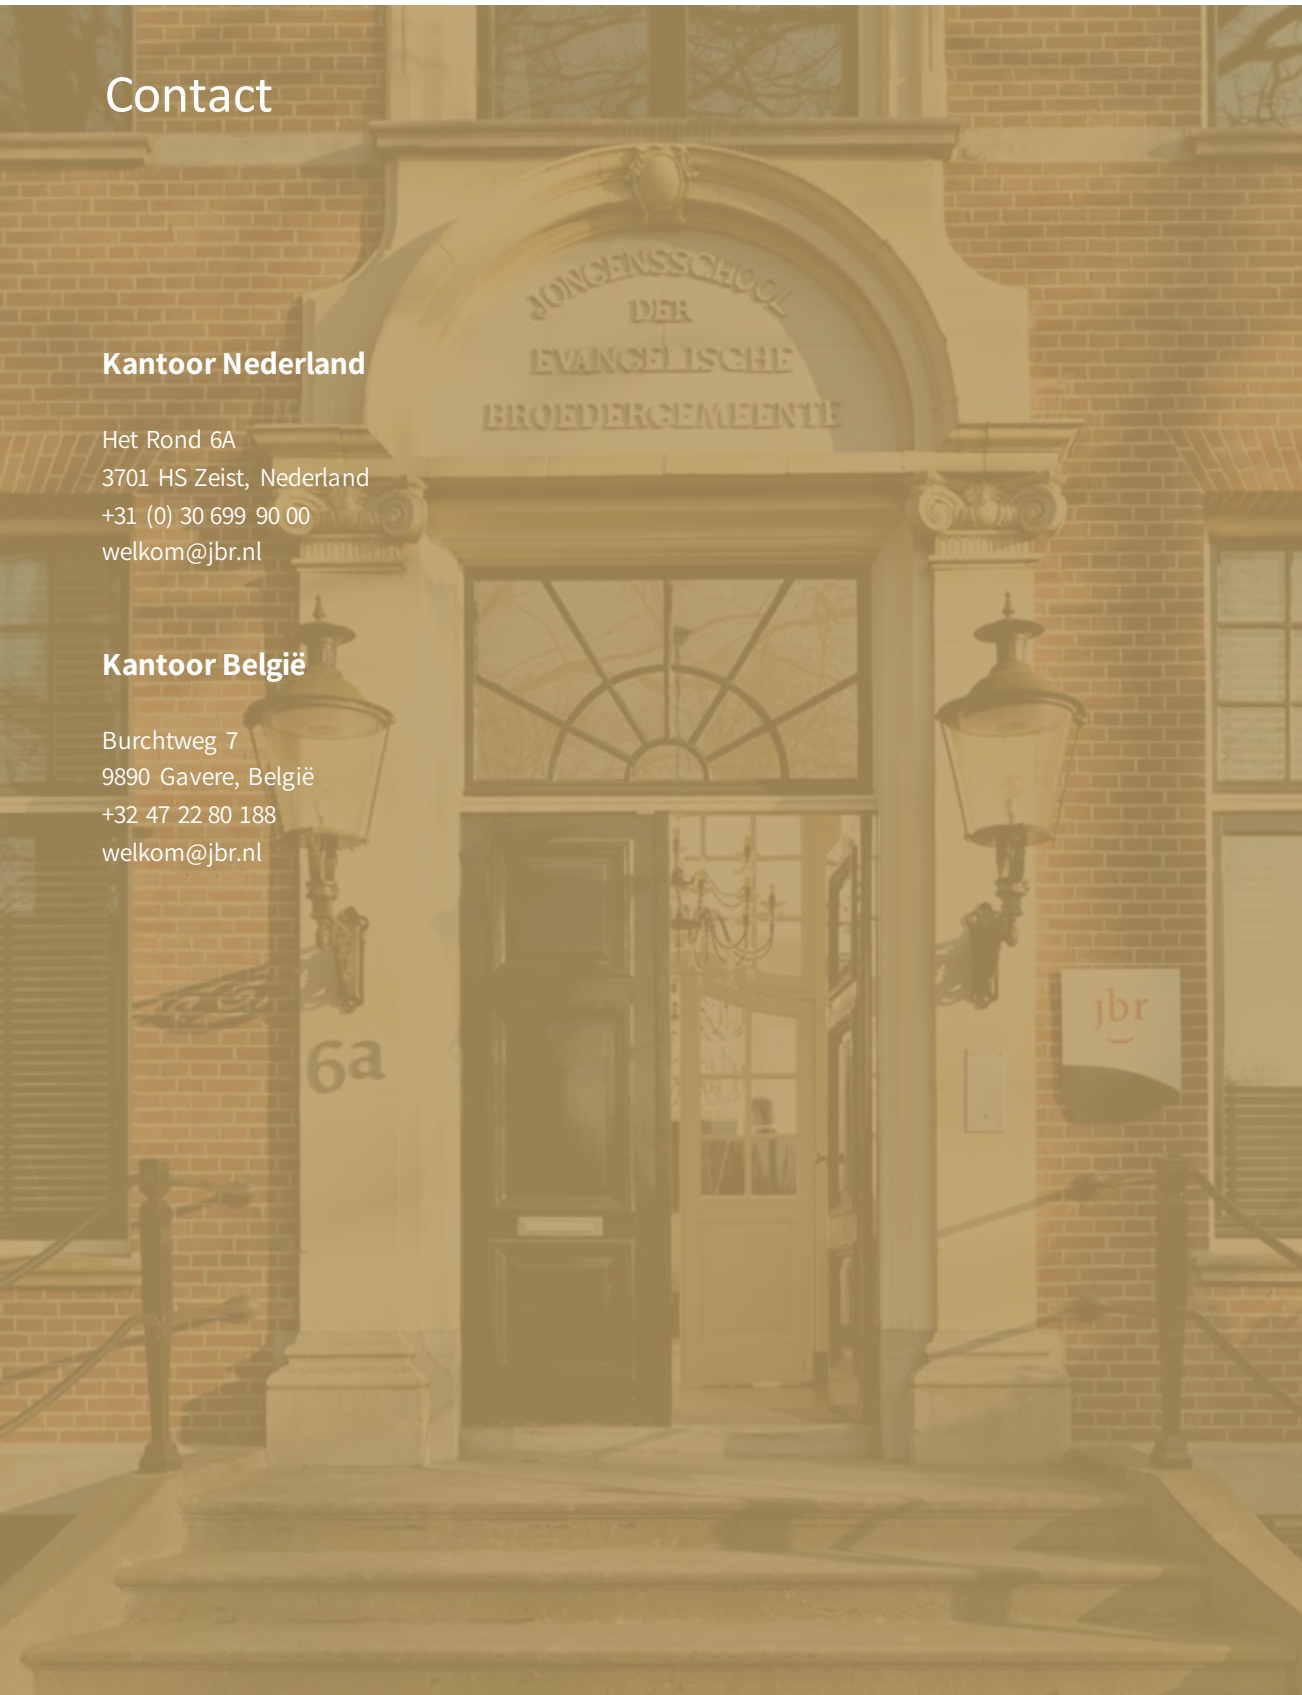 Contact
JONGENSSCHOOL
DER
EVANGELISCHE
BROEDERGEMEENTE
Kantoor Nederland
Het Rond 6A
3701 HS Zeist, Nederland
+31 (0) 30 699 90 00
welkom@jbr.nl
Kantoor België
Burchtweg 7
9890 Gavere, België
+32 47 22 80 188
welkom@jbr.nl
jbr
6a